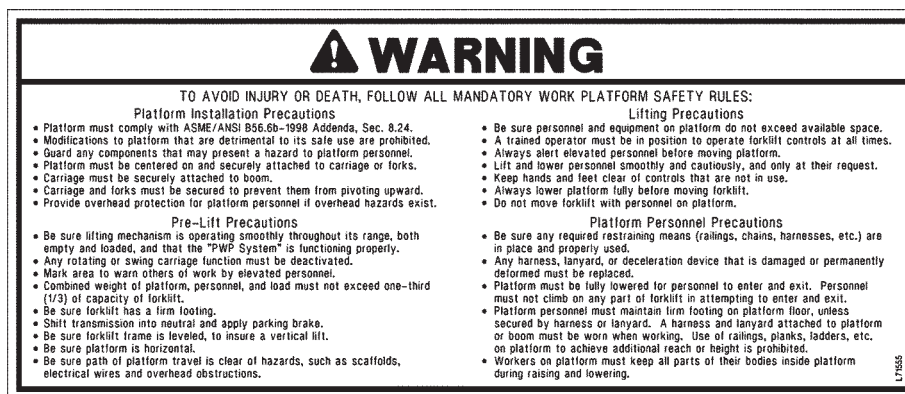 WARNING
TO AVOID INJURY OR DEATH, FOLLOW ALL MANDATORY WORK PLATFORM SAFETY RULES:
Platform Installation Precautions
• Platform must comply with ASME/ANSI B56.6b-1998 Addenda, Sec. 8.24.
• Modifications to platform that are detrimental to its safe use are prohibited.
• Guard any components that may present a hazard to platform personnel.
• Platform must be centered on and securely attached to carriage or forks.
• Carriage must be securely attached to boom.
• Carriage and forks must be secured to prevent them from pivoting upward.
• Provide overhead protection for platform personnel if overhead hazards exist.
Pre-Lift Precautions
• Be sure lifting mechanism is operating smoothly throughout its range, both
empty and loaded, and that the "PWP System" is functioning properly.
• Any rotating or swing carriage function must be deactivated.
• Mark area to warn others of work by elevated personnel.
• Combined weight of platform, personnel, and load must not exceed one-third
(1/3) of capacity of forklift.
• Be sure forklift has a firm footing.
• Shift transmission into neutral and apply parking brake.
• Be sure forklift frame is leveled, to insure a vertical lift.
• Be sure platform is horizontal.
• Be sure path of platform travel is clear of hazards, such as scaffolds,
electrical wires and overhead obstructions.
Lifting Precautions
• Be sure personnel and equipment on platform do not exceed available space.
• A trained operator must be in position to operate forklift controls at all times.
• Always alert elevated personnel before moving platform.
• Lift and lower personnel smoothly and cautiously, and only at their request.
• Keep hands and feet clear of controls that are not in use.
• Always lower platform fully before moving forklift.
• Do not move forklift with personnel on platform.
Platform Personnel Precautions
• Be sure any required restraining means (railings, chains, harnesses, etc.) are
in place and properly used.
• Any harness, lanyard, or deceleration device that is damaged or permanently
deformed must be replaced.
• Platform must be fully lowered for personnel to enter and exit. Personnel
must not climb on any part of forklift in attempting to enter and exit.
• Platform personnel must maintain firm footing on platform floor, unless
secured by harness or lanyard. A harness and lanyard attached to platform
or boom must be worn when working. Use of railings, planks, ladders, etc.
on platform to achieve additional reach or height is prohibited.
• Workers on platform must keep all parts of their bodies inside platform
during raising and lowering.
L71555